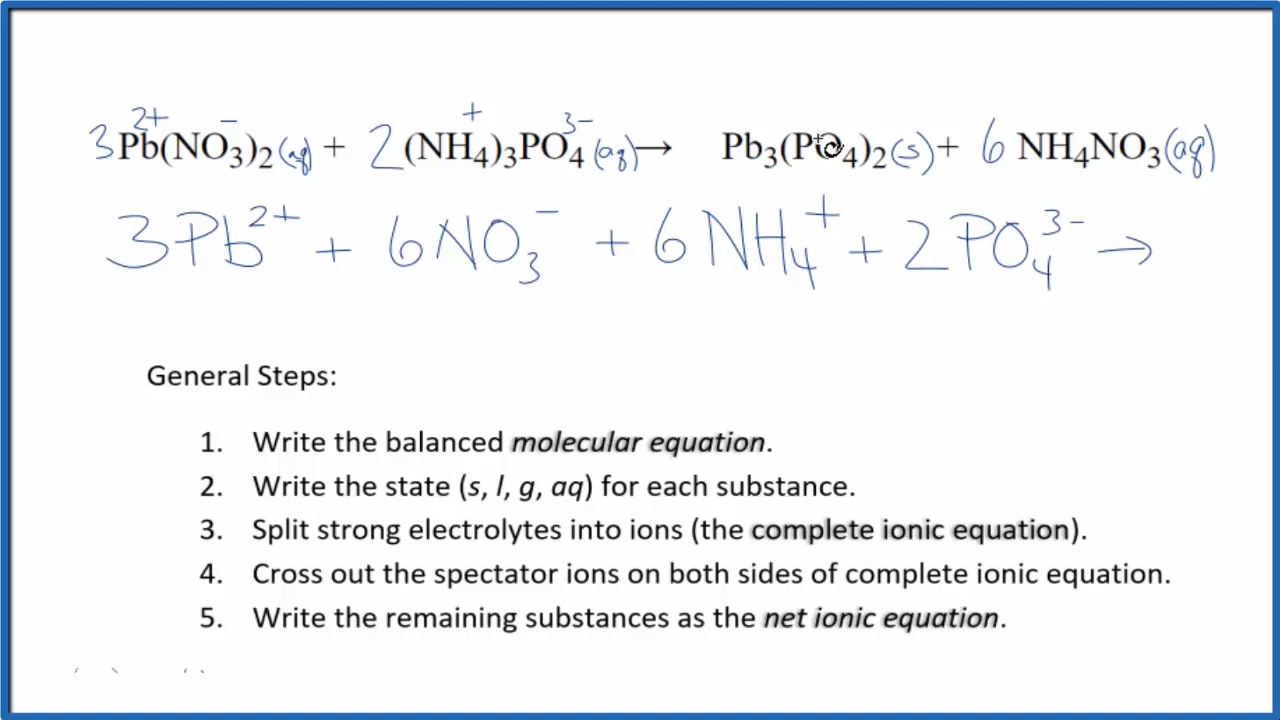 3 Pb²⁺(NO₃⁻)₂ (aq) + 2 (NH₄⁺)₃PO₄³⁻ (aq) → Pb₃(PO₄)₂ (s) + 6 NH₄NO₃ (aq)
3Pb²⁺ + 6NO₃⁻ + 6NH₄⁺ + 2PO₄³⁻ →
General Steps:
1. Write the balanced molecular equation.
2. Write the state (s, l, g, aq) for each substance.
3. Split strong electrolytes into ions (the complete ionic equation).
4. Cross out the spectator ions on both sides of complete ionic equation.
5. Write the remaining substances as the net ionic equation.